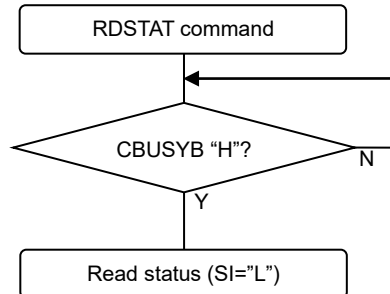 RDSTAT command
CBUSYB “H”?
N
Y
Read status (SI=”L”)